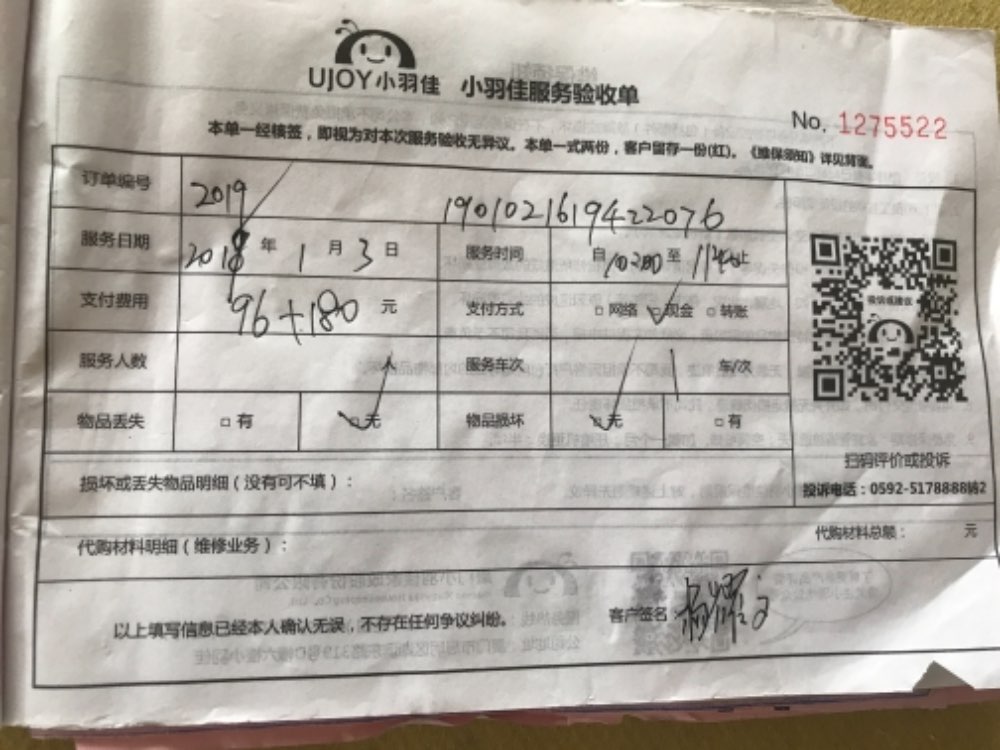 UJOY小羽佳 小羽佳服务验收单
No. 1275522
本单一经核签，即视为对本次服务验收无异议。本单一式两份，客户留存一份(红)。《维保须知》详见背面。
订单编号 2019 1901021619422076
服务日期 2018 年 1 月 3 日 服务时间 自 至 止
支付费用 96+180 元 支付方式 □网络 □现金 □转账
服务人数 服务车次 车/次
物品丢失 □有 □无 物品损坏 □无 □有
微信或建议
扫码评价或投诉
损坏或丢失物品明细（没有可不填）：
投诉电话：0592-5178888转2
代购材料明细（维修业务）： 代购材料总额： 元
以上填写信息已经本人确认无误，不存在任何争议纠纷。 客户签名：